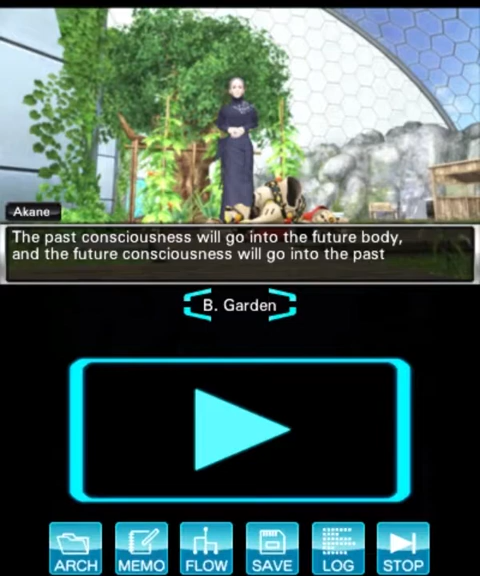 Akane
The past consciousness will go into the future body,
and the future consciousness will go into the past
B. Garden
ARCH MEMO FLOW SAVE LOG STOP